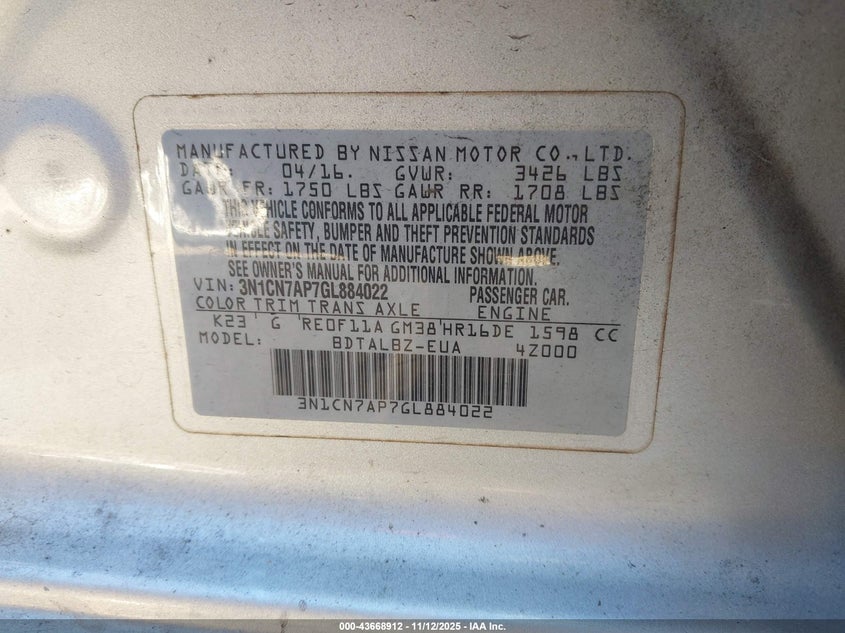 MANUFACTURED BY NISSAN MOTOR CO., LTD.
DATE: 04/16. GVWR: 3426 LBS
GAWR FR: 1750 LBS GAWR RR: 1708 LBS
THIS VEHICLE CONFORMS TO ALL APPLICABLE FEDERAL MOTOR
VEHICLE SAFETY, BUMPER AND THEFT PREVENTION STANDARDS
IN EFFECT ON THE DATE OF MANUFACTURE SHOWN ABOVE.
SEE OWNER'S MANUAL FOR ADDITIONAL INFORMATION.
VIN: 3N1CN7AP7GL884022 PASSENGER CAR.
COLOR TRIM TRANS AXLE ENGINE
K23 G RE0F11A GM38 HR16DE 1598 CC
MODEL: BDTALBZ-EUA 4Z000
3N1CN7AP7GL884022
000-43668912 - 11/12/2025 - IAA Inc.